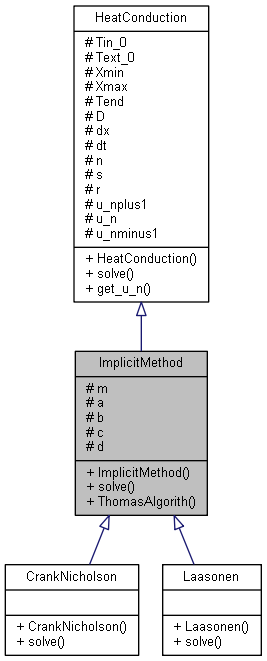 HeatConduction
# Tin_0
# Text_0
# Xmin
# Xmax
# Tend
# D
# dx
# dt
# n
# s
# r
# u_nplus1
# u_n
# u_nminus1
+ HeatConduction()
+ solve()
+ get_u_n()
ImplicitMethod
# m
# a
# b
# c
# d
+ ImplicitMethod()
+ solve()
+ ThomasAlgorith()
CrankNicholson
+ CrankNicholson()
+ solve()
Laasonen
+ Laasonen()
+ solve()